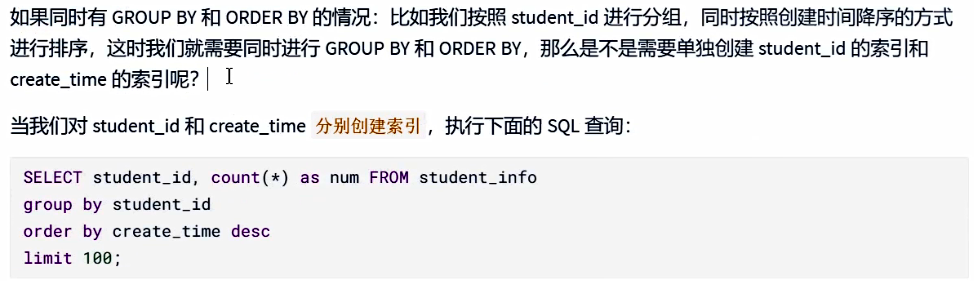 如果同时有 GROUP BY 和 ORDER BY 的情况：比如我们按照 student_id 进行分组，同时按照创建时间降序的方式
进行排序，这时我们就需要同时进行 GROUP BY 和 ORDER BY，那么是不是需要单独创建 student_id 的索引和
create_time 的索引呢？
当我们对 student_id 和 create_time 分别创建索引，执行下面的 SQL 查询：
SELECT student_id, count(*) as num FROM student_info
group by student_id
order by create_time desc
limit 100;